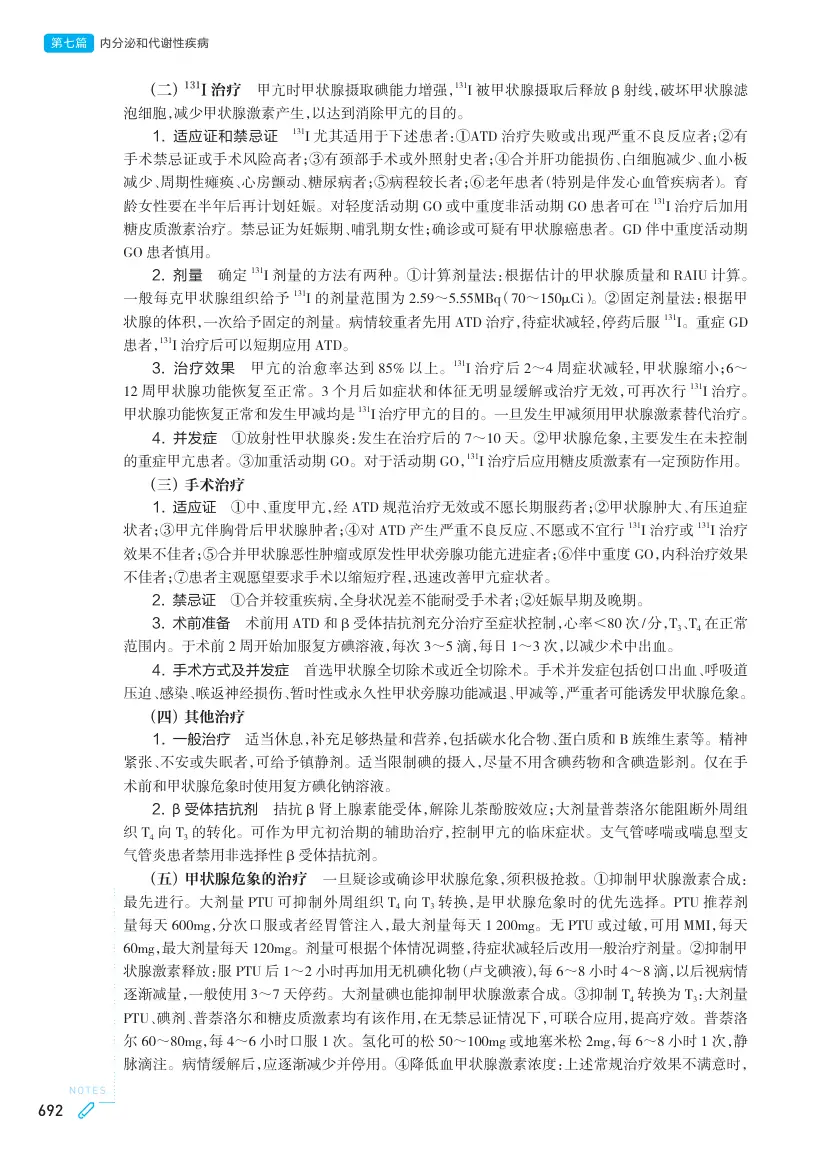 第七篇 内分泌和代谢性疾病
（二）¹³¹I 治疗 甲亢时甲状腺摄取碘能力增强，¹³¹I 被甲状腺摄取后释放 β 射线，破坏甲状腺滤
泡细胞，减少甲状腺激素产生，以达到消除甲亢的目的。
1. 适应证和禁忌证 ¹³¹I 尤其适用于下述患者：①ATD 治疗失败或出现严重不良反应者；②有
手术禁忌证或手术风险高者；③有颈部手术或外照射史者；④合并肝功能损伤、白细胞减少、血小板
减少、周期性瘫痪、心房颤动、糖尿病者；⑤病程较长者；⑥老年患者（特别是伴发心血管疾病者）。育
龄女性要在半年后再计划妊娠。对轻度活动期 GO 或中重度非活动期 GO 患者可在 ¹³¹I 治疗后加用
糖皮质激素治疗。禁忌证为妊娠期、哺乳期女性；确诊或可疑有甲状腺癌患者。GD 伴中重度活动期
GO 患者慎用。
2. 剂量 确定 ¹³¹I 剂量的方法有两种。①计算剂量法：根据估计的甲状腺质量和 RAIU 计算。
一般每克甲状腺组织给予 ¹³¹I 的剂量范围为 2.59～5.55MBq（70～150μCi）。②固定剂量法：根据甲
状腺的体积，一次给予固定的剂量。病情较重者先用 ATD 治疗，待症状减轻，停药后服 ¹³¹I。重症 GD
患者，¹³¹I 治疗后可以短期应用 ATD。
3. 治疗效果 甲亢的治愈率达到 85% 以上。¹³¹I 治疗后 2～4 周症状减轻，甲状腺缩小；6～
12 周甲状腺功能恢复至正常。3 个月后如症状和体征无明显缓解或治疗无效，可再次行 ¹³¹I 治疗。
甲状腺功能恢复正常和发生甲减均是 ¹³¹I 治疗甲亢的目的。一旦发生甲减须用甲状腺激素替代治疗。
4. 并发症 ①放射性甲状腺炎：发生在治疗后的 7～10 天。②甲状腺危象，主要发生在未控制
的重症甲亢患者。③加重活动期 GO。对于活动期 GO，¹³¹I 治疗后应用糖皮质激素有一定预防作用。
（三）手术治疗
1. 适应证 ①中、重度甲亢，经 ATD 规范治疗无效或不愿长期服药者；②甲状腺肿大、有压迫症
状者；③甲亢伴胸骨后甲状腺肿者；④对 ATD 产生严重不良反应、不愿或不宜行 ¹³¹I 治疗或 ¹³¹I 治疗
效果不佳者；⑤合并甲状腺恶性肿瘤或原发性甲状旁腺功能亢进症者；⑥伴中重度 GO，内科治疗效果
不佳者；⑦患者主观愿望要求手术以缩短疗程，迅速改善甲亢症状者。
2. 禁忌证 ①合并较重疾病，全身状况差不能耐受手术者；②妊娠早期及晚期。
3. 术前准备 术前用 ATD 和 β 受体拮抗剂充分治疗至症状控制，心率＜80 次/分，T₃、T₄ 在正常
范围内。于术前 2 周开始加服复方碘溶液，每次 3～5 滴，每日 1～3 次，以减少术中出血。
4. 手术方式及并发症 首选甲状腺全切除术或近全切除术。手术并发症包括创口出血、呼吸道
压迫、感染、喉返神经损伤、暂时性或永久性甲状旁腺功能减退、甲减等，严重者可能诱发甲状腺危象。
（四）其他治疗
1. 一般治疗 适当休息，补充足够热量和营养，包括碳水化合物、蛋白质和 B 族维生素等。精神
紧张、不安或失眠者，可给予镇静剂。适当限制碘的摄入，尽量不用含碘药物和含碘造影剂。仅在手
术前和甲状腺危象时使用复方碘化钠溶液。
2. β 受体拮抗剂 拮抗 β 肾上腺素能受体，解除儿茶酚胺效应；大剂量普萘洛尔能阻断外周组
织 T₄ 向 T₃ 的转化。可作为甲亢初治期的辅助治疗，控制甲亢的临床症状。支气管哮喘或喘息型支
气管炎患者禁用非选择性 β 受体拮抗剂。
（五）甲状腺危象的治疗 一旦疑诊或确诊甲状腺危象，须积极抢救。①抑制甲状腺激素合成：
最先进行。大剂量 PTU 可抑制外周组织 T₄ 向 T₃ 转换，是甲状腺危象时的优先选择。PTU 推荐剂
量每天 600mg，分次口服或者经胃管注入，最大剂量每天 1 200mg。无 PTU 或过敏，可用 MMI，每天
60mg，最大剂量每天 120mg。剂量可根据个体情况调整，待症状减轻后改用一般治疗剂量。②抑制甲
状腺激素释放：服 PTU 后 1～2 小时再加用无机碘化物（卢戈碘液），每 6～8 小时 4～8 滴，以后视病情
逐渐减量，一般使用 3～7 天停药。大剂量碘也能抑制甲状腺激素合成。③抑制 T₄ 转换为 T₃：大剂量
PTU、碘剂、普萘洛尔和糖皮质激素均有该作用，在无禁忌证情况下，可联合应用，提高疗效。普萘洛
尔 60～80mg，每 4～6 小时口服 1 次。氢化可的松 50～100mg 或地塞米松 2mg，每 6～8 小时 1 次，静
脉滴注。病情缓解后，应逐渐减少并停用。④降低血甲状腺激素浓度：上述常规治疗效果不满意时，
NOTES
692